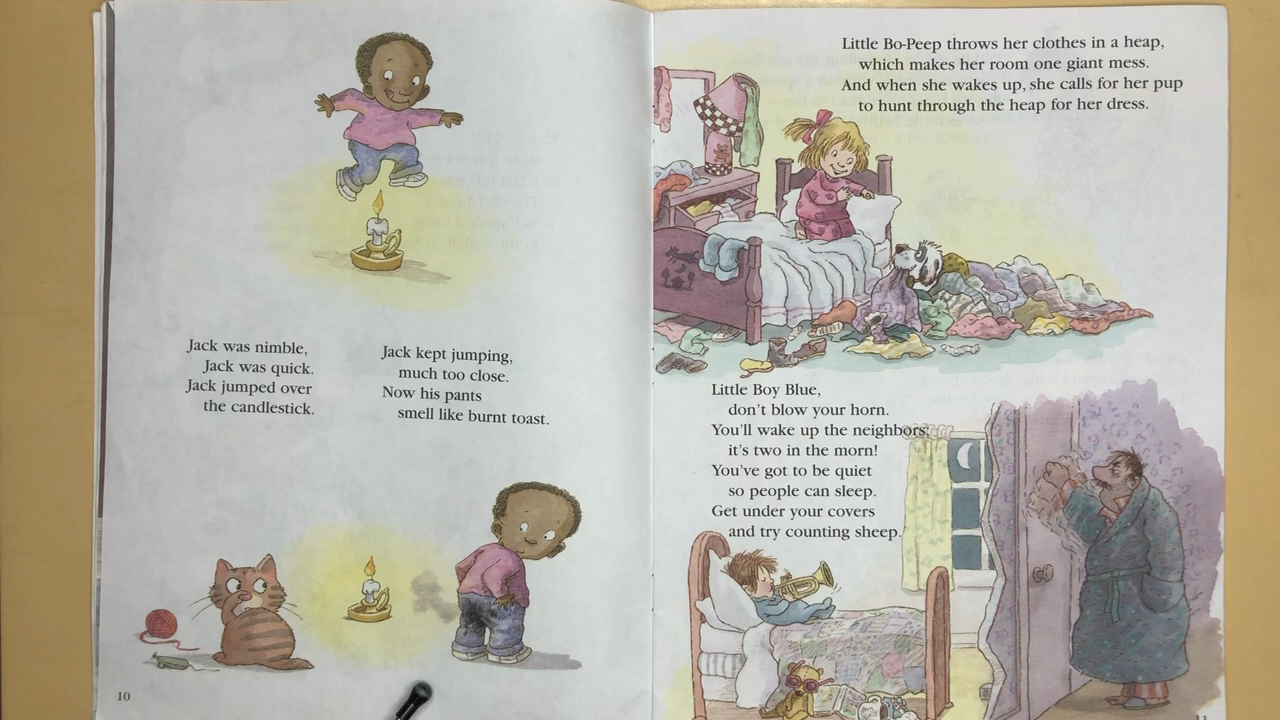 Jack was nimble,
Jack was quick.
Jack jumped over
the candlestick.
Jack kept jumping,
much too close.
Now his pants
smell like burnt toast.
10
Little Bo-Peep throws her clothes in a heap,
which makes her room one giant mess.
And when she wakes up, she calls for her pup
to hunt through the heap for her dress.
Little Boy Blue,
don't blow your horn.
You'll wake up the neighbors;
it's two in the morn!
You've got to be quiet
so people can sleep.
Get under your covers
and try counting sheep.